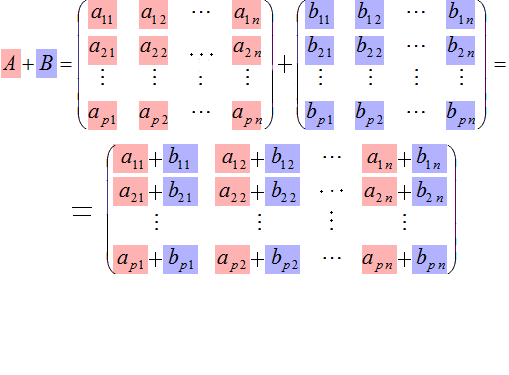 a₁₁ a₁₂ ⋯ a₁ₙ b₁₁ b₁₂ ⋯ b₁ₙ
A + B = a₂₁ a₂₂ ⋯ a₂ₙ + b₂₁ b₂₂ ⋯ b₂ₙ =
⋮ ⋮ ⋮ ⋮ ⋮ ⋮ ⋮ ⋮
aₚ₁ aₚ₂ ⋯ aₚₙ bₚ₁ bₚ₂ ⋯ bₚₙ
a₁₁+b₁₁ a₁₂+b₁₂ ⋯ a₁ₙ+b₁ₙ
= a₂₁+b₂₁ a₂₂+b₂₂ ⋯ a₂ₙ+b₂ₙ
⋮ ⋮ ⋮ ⋮
aₚ₁+bₚ₁ aₚ₂+bₚ₂ ⋯ aₚₙ+bₚₙ